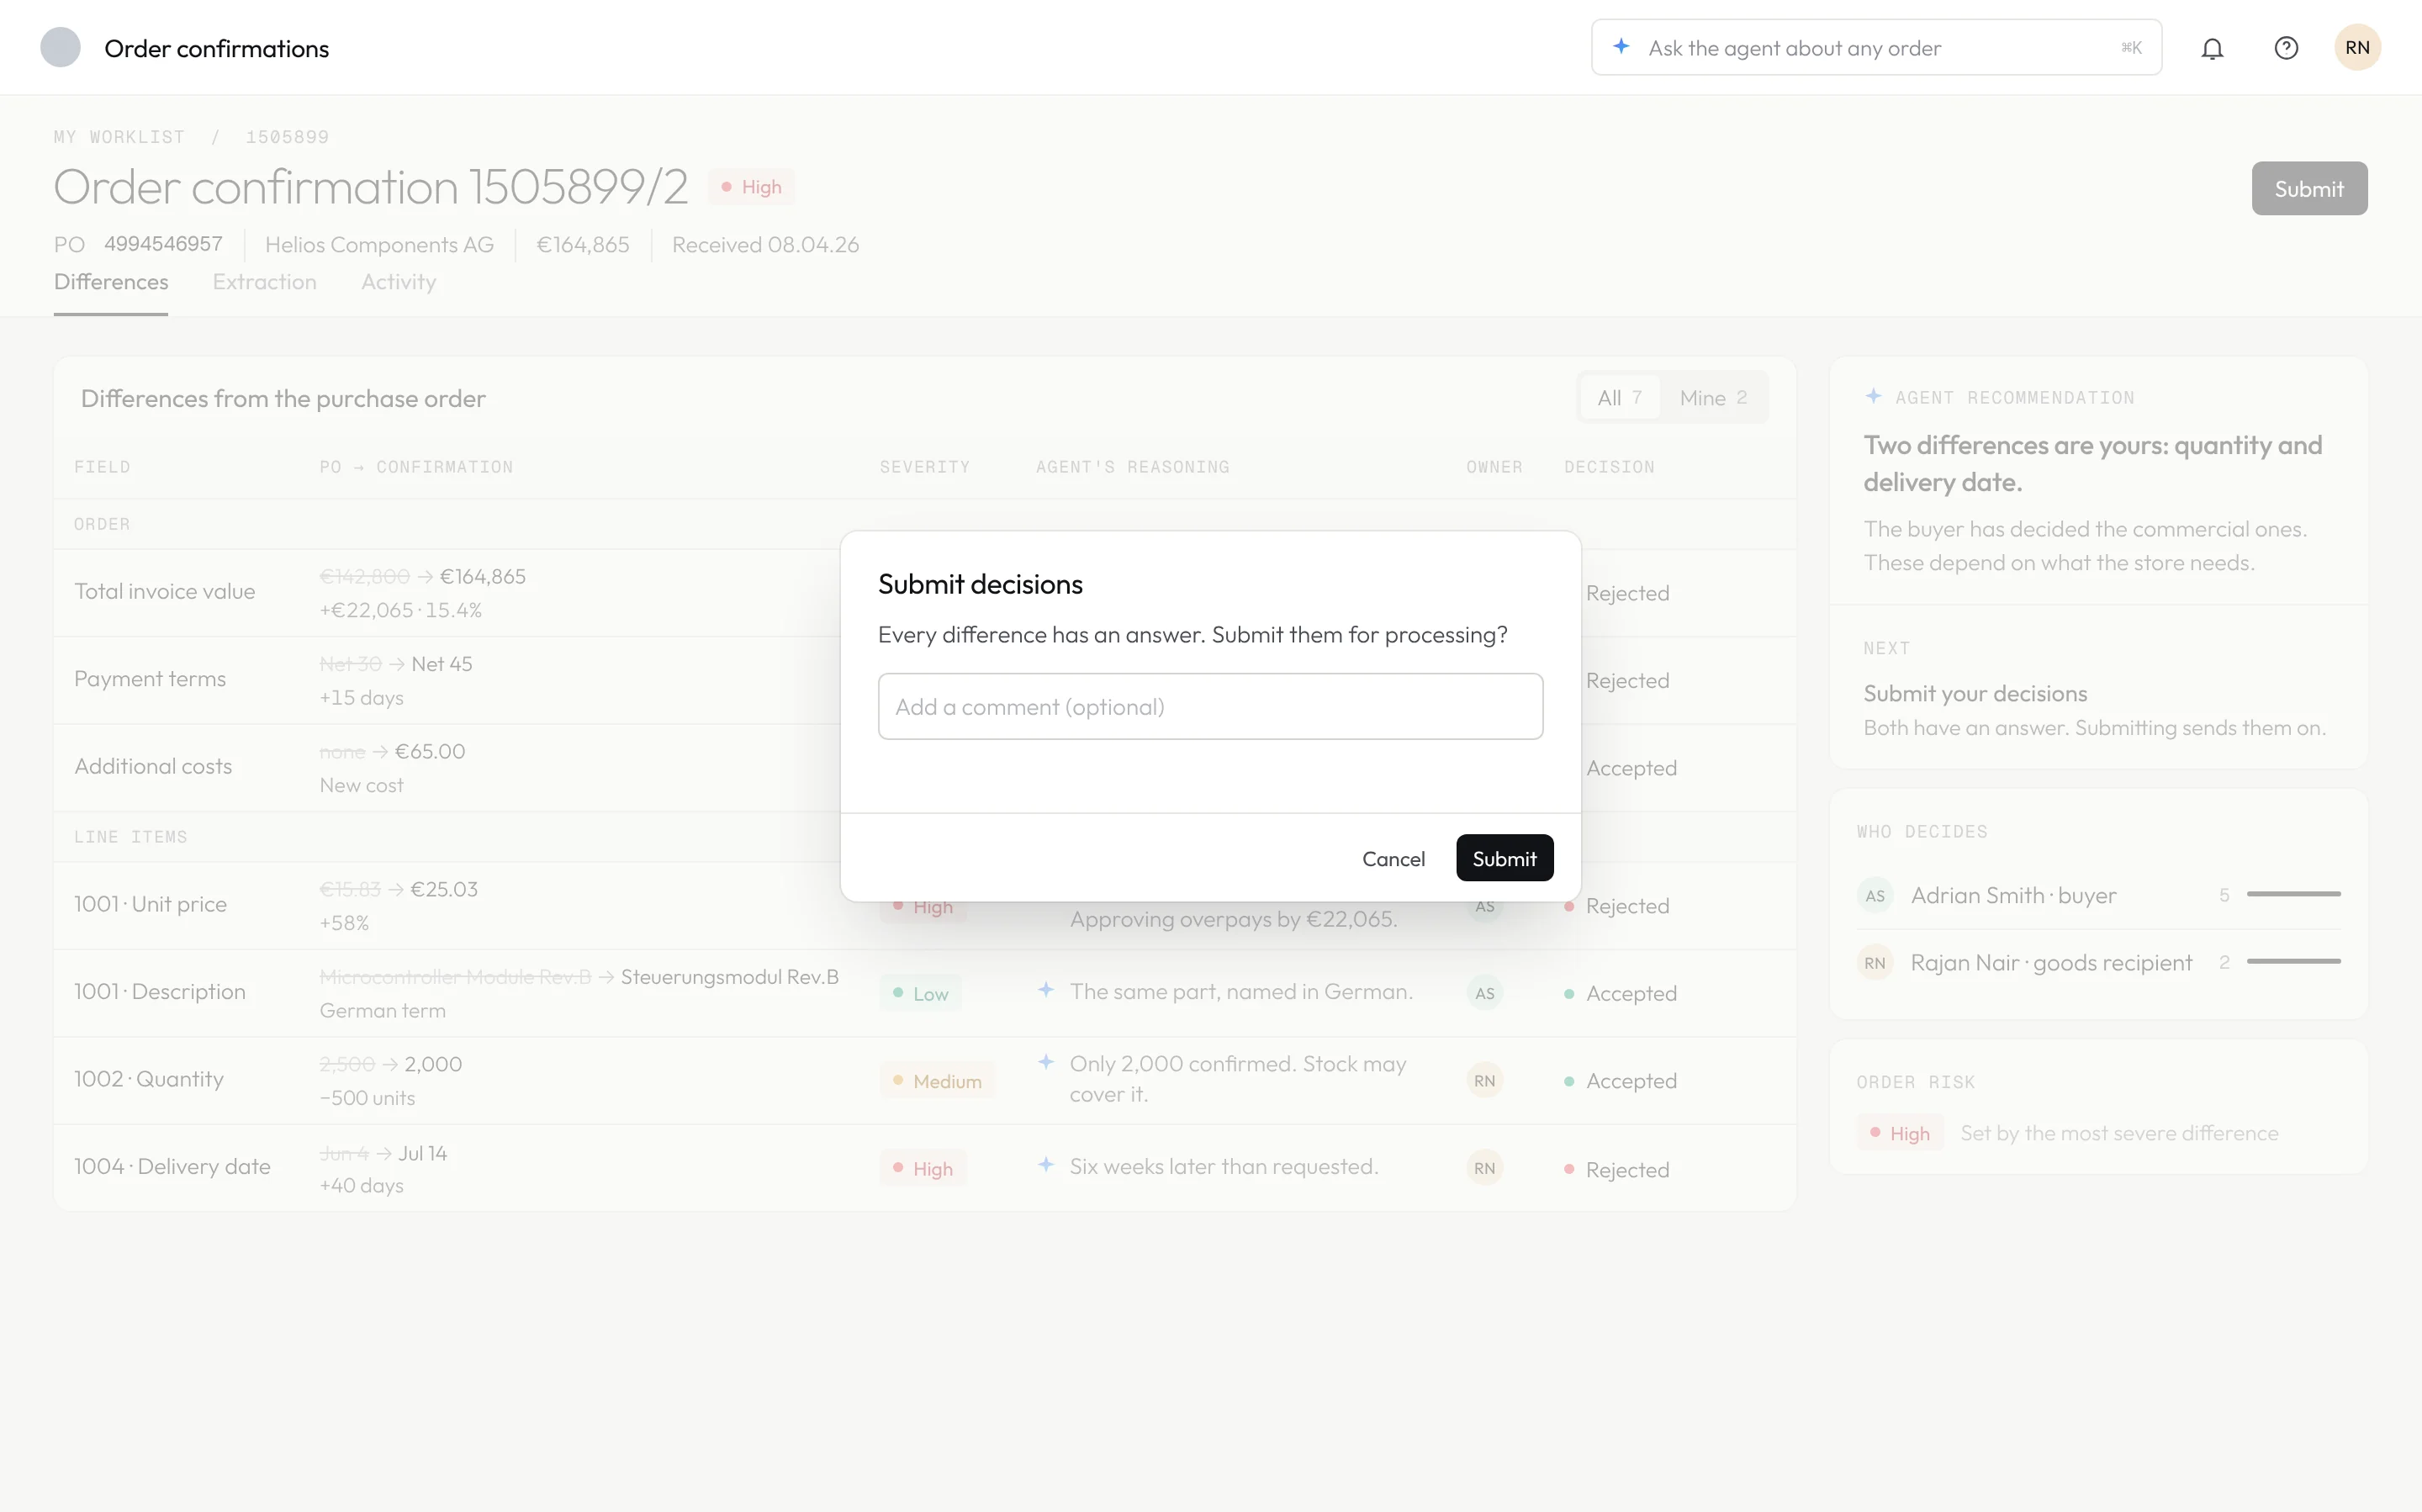 Order confirmations
Ask the agent about any order
⌘K
RN
MY WORKLIST / 1505899
Order confirmation 1505899/2
High
Submit
PO 4994546957
Helios Components AG
€164,865
Received 08.04.26
Differences
Extraction
Activity
Differences from the purchase order
All 7
Mine 2
FIELD
PO → CONFIRMATION
SEVERITY
AGENT'S REASONING
OWNER
DECISION
ORDER
Total invoice value
€142,800 → €164,865
+€22,065 · 15.4%
Rejected
Payment terms
Net 30 → Net 45
+15 days
Rejected
Additional costs
none → €65.00
New cost
Accepted
LINE ITEMS
1001 · Unit price
€15.83 → €25.03
+58%
High
Approving overpays by €22,065.
AS
Rejected
1001 · Description
Microcontroller Module Rev.B → Steuerungsmodul Rev.B
German term
Low
The same part, named in German.
AS
Accepted
1002 · Quantity
2,500 → 2,000
−500 units
Medium
Only 2,000 confirmed. Stock may
cover it.
RN
Accepted
1004 · Delivery date
Jun 4 → Jul 14
+40 days
High
Six weeks later than requested.
RN
Rejected
Submit decisions
Every difference has an answer. Submit them for processing?
Add a comment (optional)
Cancel
Submit
AGENT RECOMMENDATION
Two differences are yours: quantity and
delivery date.
The buyer has decided the commercial ones.
These depend on what the store needs.
NEXT
Submit your decisions
Both have an answer. Submitting sends them on.
WHO DECIDES
AS Adrian Smith · buyer 5
RN Rajan Nair · goods recipient 2
ORDER RISK
High
Set by the most severe difference